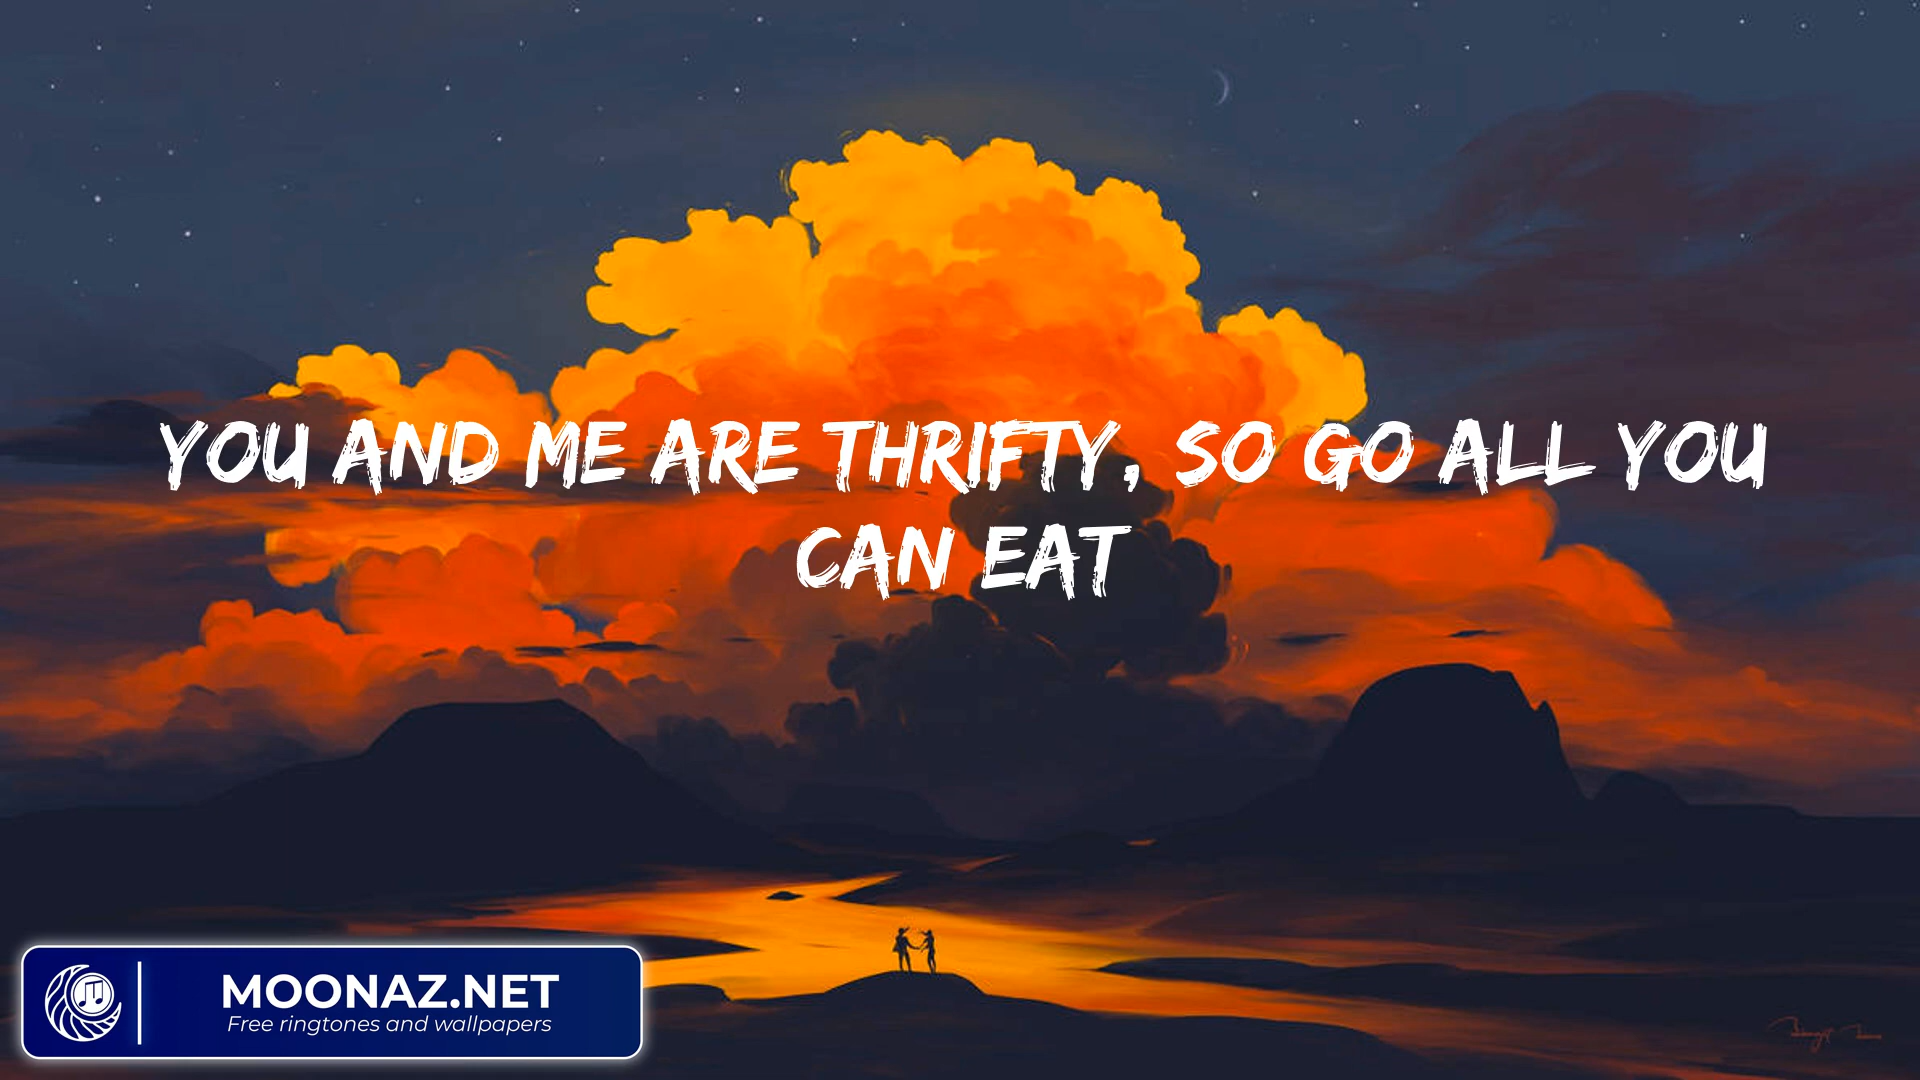 YOU AND ME ARE THRIFTY, SO GO ALL YOU
CAN EAT
MOONAZ.NET
Free ringtones and wallpapers